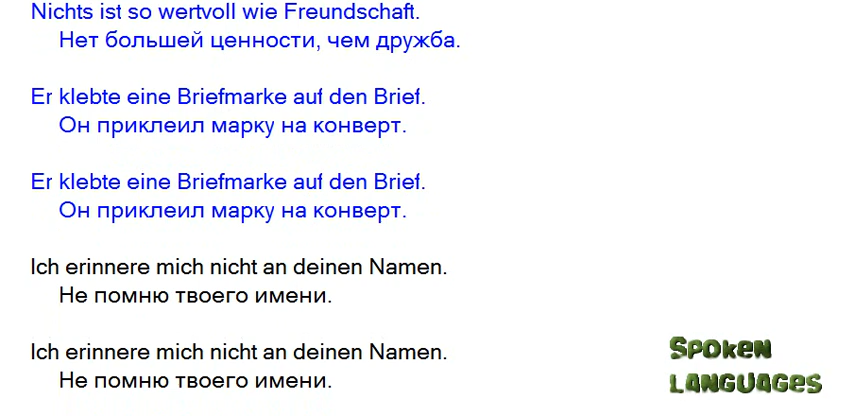 Nichts ist so wertvoll wie Freundschaft.
Нет большей ценности, чем дружба.
Er klebte eine Briefmarke auf den Brief.
Он приклеил марку на конверт.
Er klebte eine Briefmarke auf den Brief.
Он приклеил марку на конверт.
Ich erinnere mich nicht an deinen Namen.
Не помню твоего имени.
Ich erinnere mich nicht an deinen Namen.
Не помню твоего имени.
Spoken
Languages